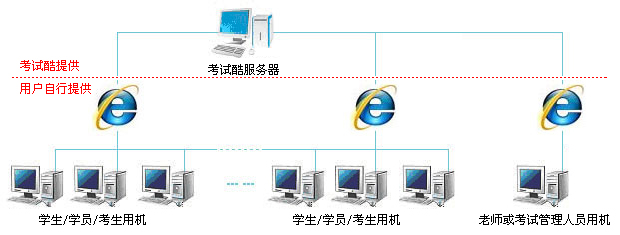 考试酷提供
考试酷服务器
用户自行提供
学生/学员/考生用机
学生/学员/考生用机
老师或考试管理人员用机